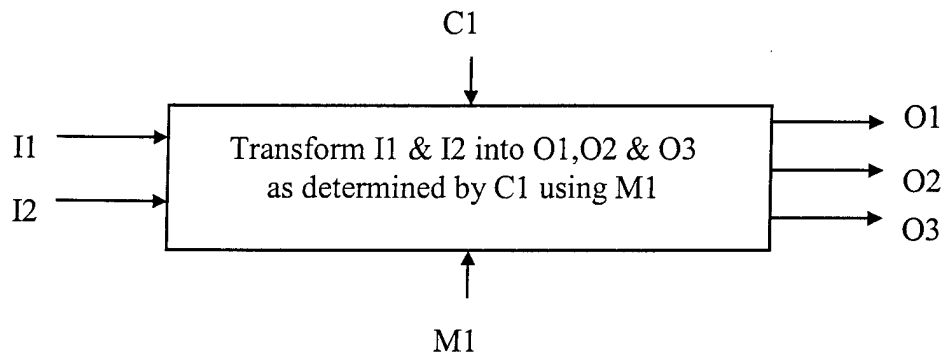 C1
I1
I2
Transform I1 & I2 into O1,O2 & O3
as determined by C1 using M1
O1
O2
O3
M1